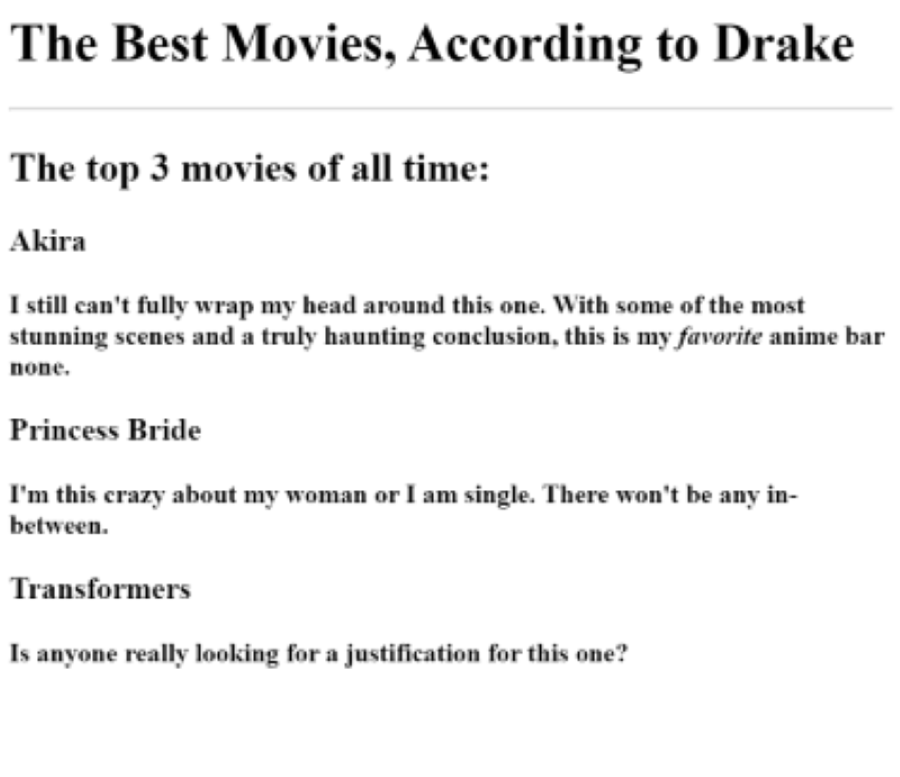 The Best Movies, According to Drake
The top 3 movies of all time:
Akira
I still can't fully wrap my head around this one. With some of the most
stunning scenes and a truly haunting conclusion, this is my favorite anime bar
none.
Princess Bride
I'm this crazy about my woman or I am single. There won't be any in-
between.
Transformers
Is anyone really looking for a justification for this one?